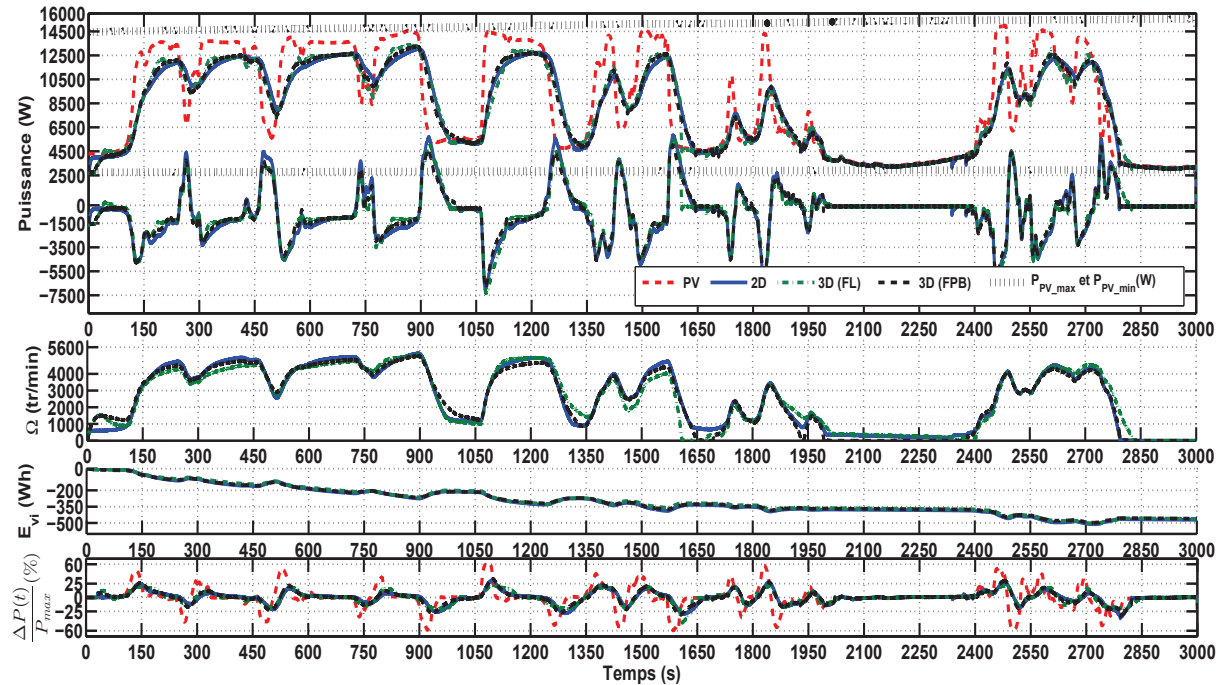 16000
14500
12500
10500
8500
6500
4500
2500
0
−1500
−3500
−5500
−7500
Puissance (W)
PV 2D 3D (FL) 3D (FPB) P_PV_max et P_PV_min(W)
0 150 300 450 600 750 900 1050 1200 1350 1500 1650 1800 1950 2100 2250 2400 2550 2700 2850 3000
5600
4000
2000
1000
0
Ω (tr/min)
0 150 300 450 600 750 900 1050 1200 1350 1500 1650 1800 1950 2100 2250 2400 2550 2700 2850 3000
0
−200
−350
−500
E_vi (Wh)
0 150 300 450 600 750 900 1050 1200 1350 1500 1650 1800 1950 2100 2250 2400 2550 2700 2850 3000
60
25
0
−25
−60
ΔP(t)/P_max (%)
0 150 300 450 600 750 900 1050 1200 1350 1500 1650 1800 1950 2100 2250 2400 2550 2700 2850 3000
Temps (s)